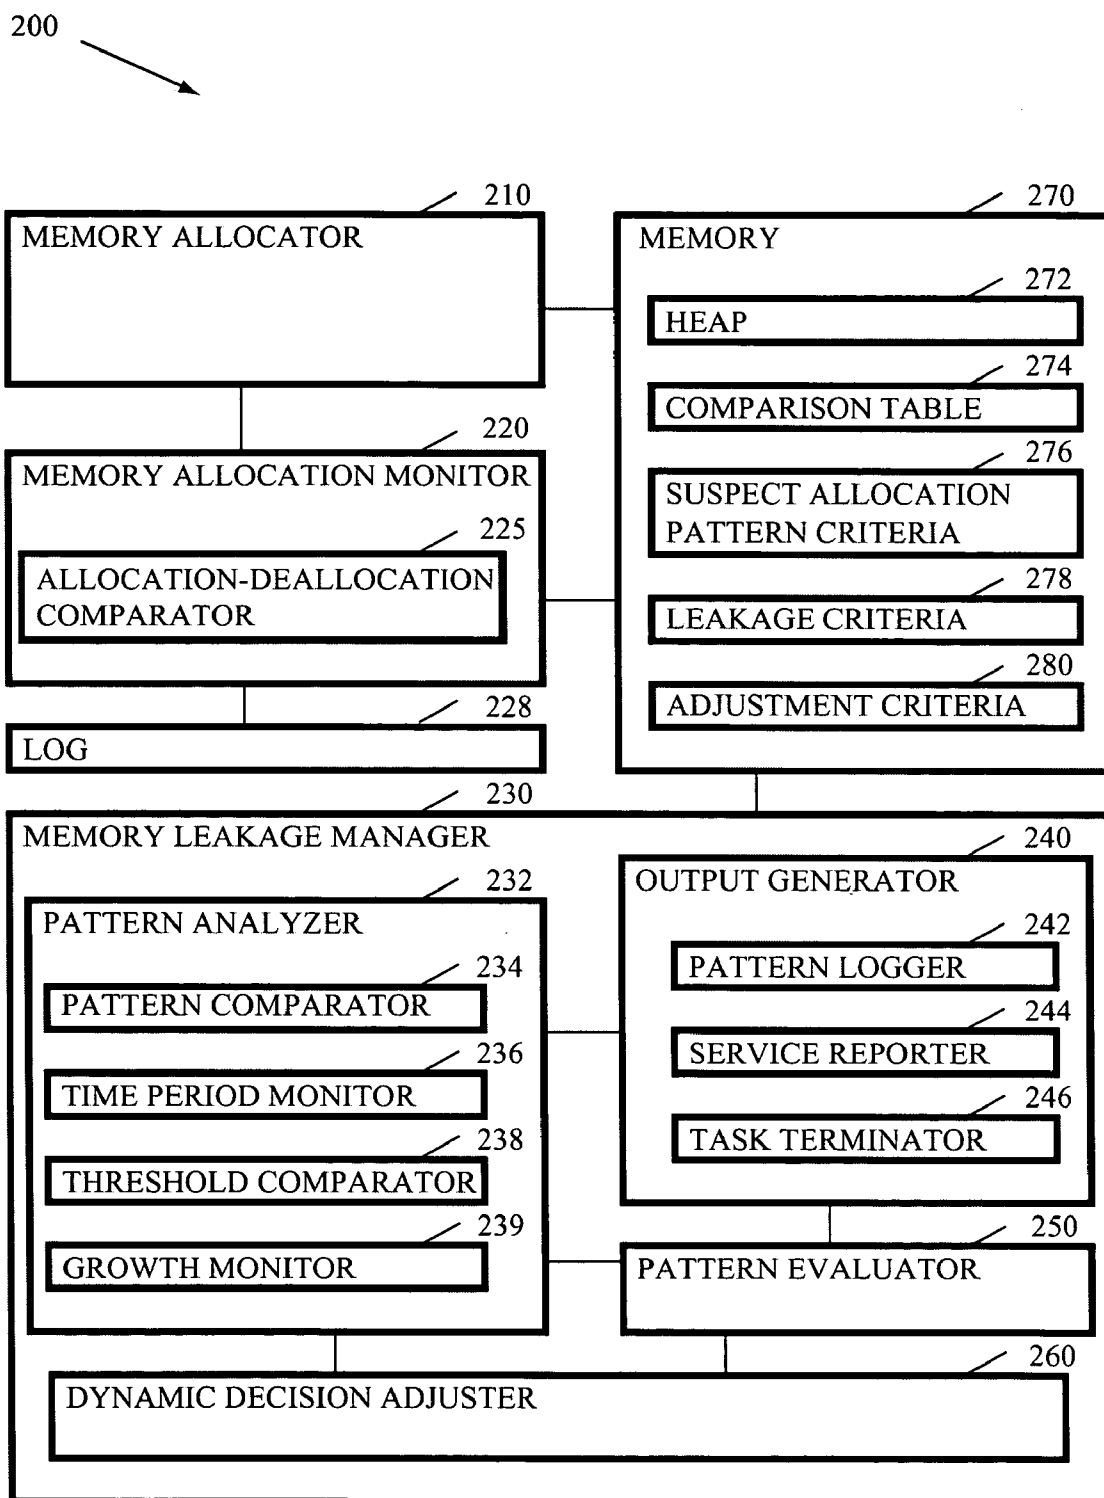 200
210
MEMORY ALLOCATOR
270
MEMORY
272
HEAP
274
COMPARISON TABLE
276
SUSPECT ALLOCATION
PATTERN CRITERIA
278
LEAKAGE CRITERIA
280
ADJUSTMENT CRITERIA
220
MEMORY ALLOCATION MONITOR
225
ALLOCATION-DEALLOCATION
COMPARATOR
228
LOG
230
MEMORY LEAKAGE MANAGER
232
PATTERN ANALYZER
234
PATTERN COMPARATOR
236
TIME PERIOD MONITOR
238
THRESHOLD COMPARATOR
239
GROWTH MONITOR
240
OUTPUT GENERATOR
242
PATTERN LOGGER
244
SERVICE REPORTER
246
TASK TERMINATOR
250
PATTERN EVALUATOR
260
DYNAMIC DECISION ADJUSTER